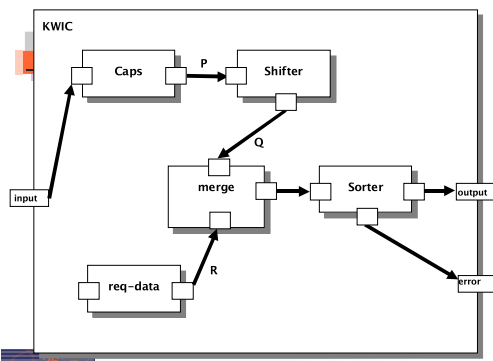 KWIC
Caps
P
Shifter
Q
merge
Sorter
input
output
req-data
R
error